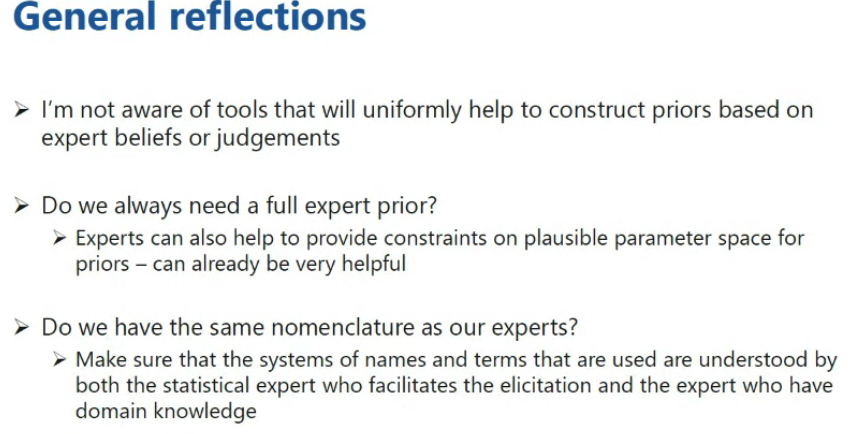 General reflections
➢ I'm not aware of tools that will uniformly help to construct priors based on
expert beliefs or judgements
➢ Do we always need a full expert prior?
➢ Experts can also help to provide constraints on plausible parameter space for
priors – can already be very helpful
➢ Do we have the same nomenclature as our experts?
➢ Make sure that the systems of names and terms that are used are understood by
both the statistical expert who facilitates the elicitation and the expert who have
domain knowledge